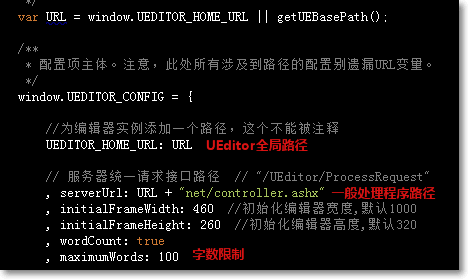 */
var URL = window.UEDITOR_HOME_URL || getUEBasePath();
/**
* 配置项主体。注意，此处所有涉及到路径的配置别遗漏URL变量。
*/
window.UEDITOR_CONFIG = {
//为编辑器实例添加一个路径，这个不能被注释
UEDITOR_HOME_URL: URL UEditor全局路径
// 服务器统一请求接口路径 // "/UEditor/ProcessRequest"
, serverUrl: URL + "net/controller.ashx" 一般处理程序路径
, initialFrameWidth: 460 //初始化编辑器宽度,默认1000
, initialFrameHeight: 260 //初始化编辑器高度,默认320
, wordCount: true
, maximumWords: 100 字数限制